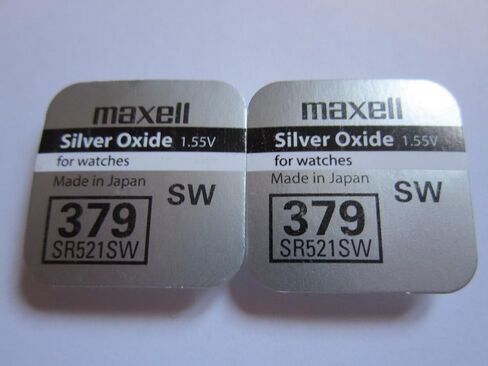 maxell
Silver Oxide 1.55V
for watches
Made in Japan
SW
379
SR521SW
maxell
Silver Oxide 1.55V
for watches
Made in Japan
SW
379
SR521SW